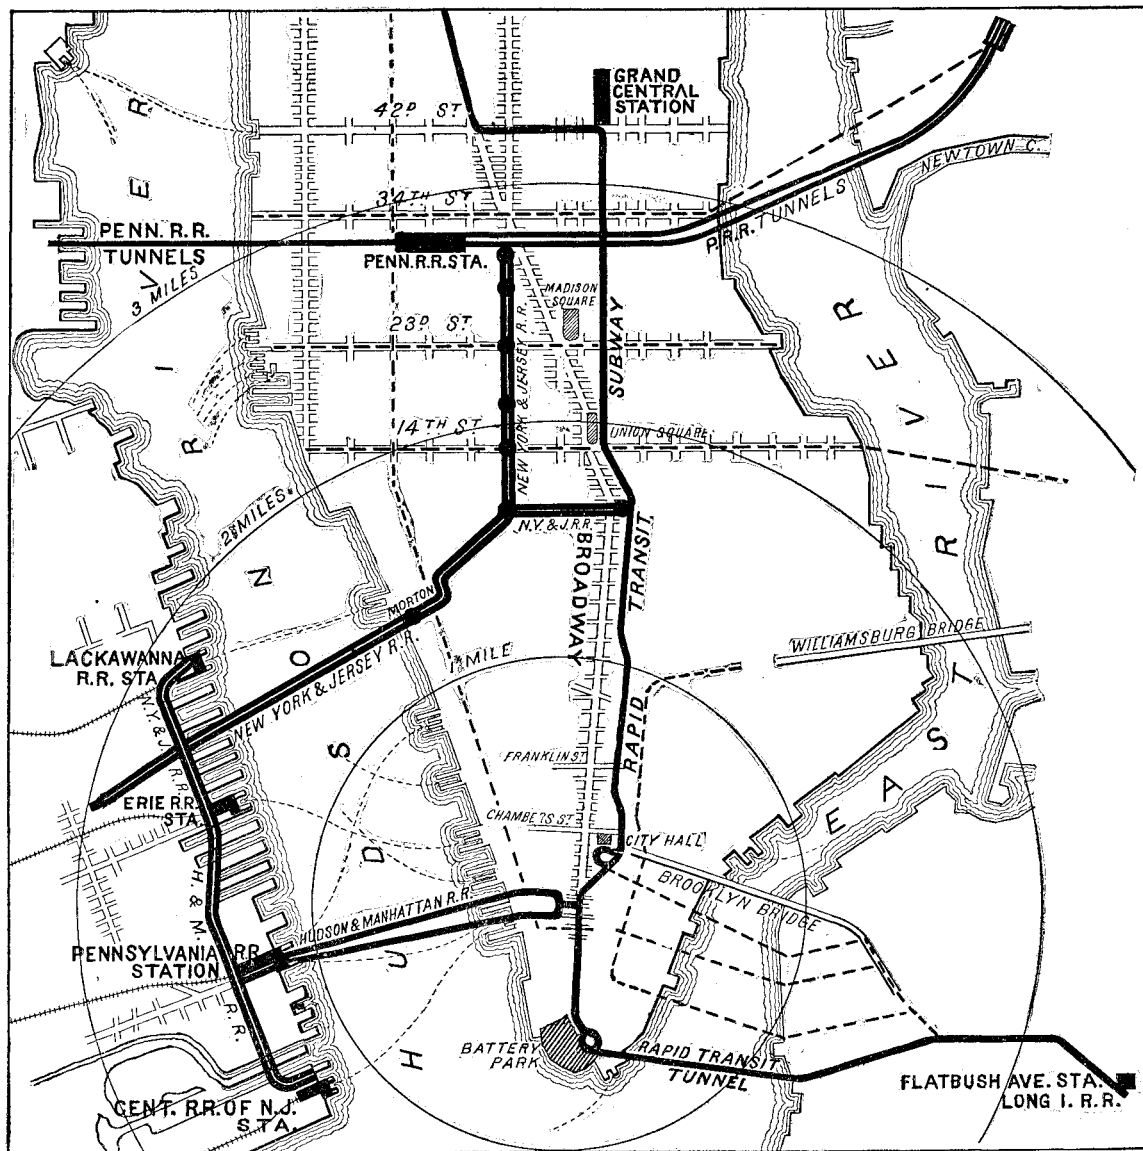 GRAND
CENTRAL
STATION
42D ST
NEWTOWN C.
34TH ST
PENN. R.R.
TUNNELS
PENN.R.R.STA.
P.R.R. TUNNELS
3 MILES
MADISON
SQUARE
23D ST
SUBWAY
NEW YORK & JERSEY R.R.
14TH ST
UNION SQUARE
2 MILES
N.Y. & J. R.R.
BROADWAY
TRANSIT
RAPID
MORTON
WILLIAMSBURG BRIDGE
LACKAWANNA
R.R. STA.
NEW YORK & JERSEY R.R.
1 MILE
N.Y. & J. R.R.
FRANKLIN ST
ERIE R.R.
STA.
CHAMBERS ST
CITY HALL
BROOKLYN BRIDGE
HUDSON & MANHATTAN R.R.
H. & M. R.R.
PENNSYLVANIA R.R.
STATION
BATTERY
PARK
RAPID TRANSIT
TUNNEL
FLATBUSH AVE. STA.
LONG I. R.R.
CENT. RR. OF N.J.
STA.
HUDSON RIVER
EAST RIVER